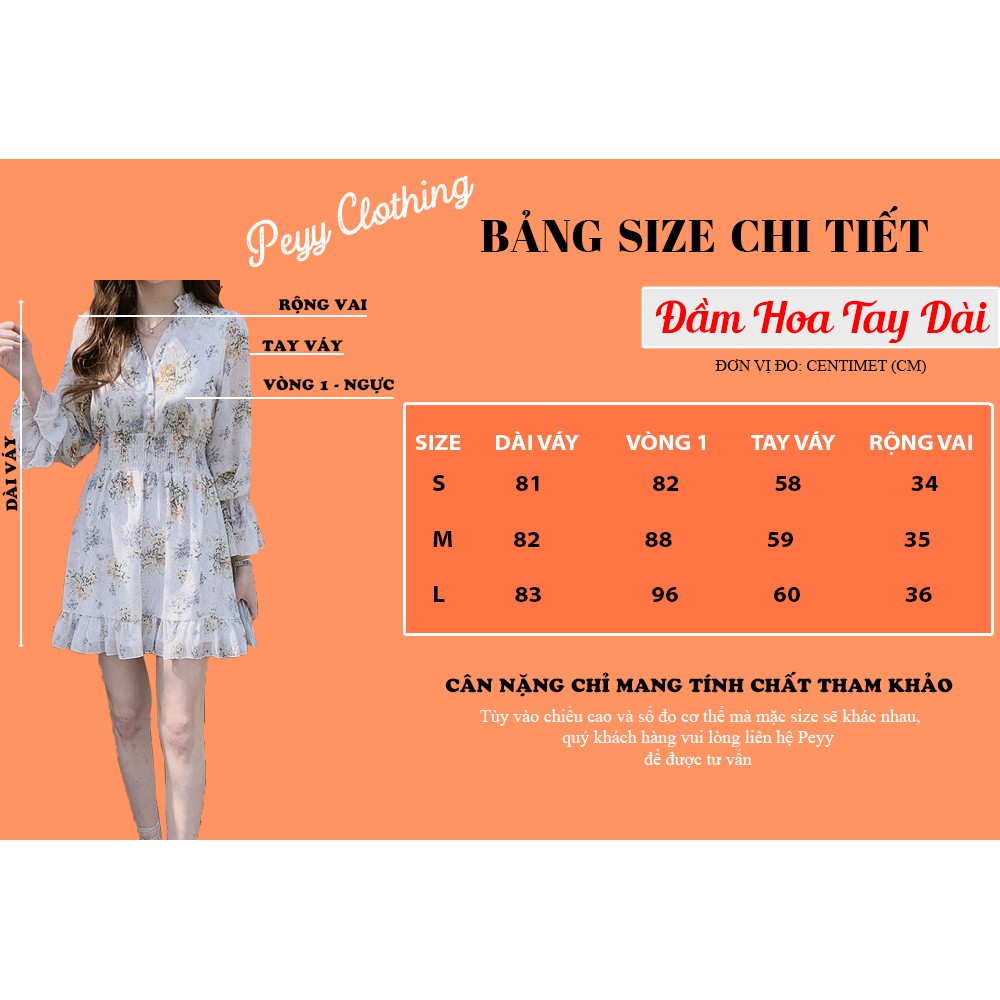 Peyy Clothing
BẢNG SIZE CHI TIẾT
Đầm Hoa Tay Dài
ĐƠN VỊ ĐO: CENTIMET (CM)
RỘNG VAI
TAY VÁY
VÒNG 1 - NGỰC
DÀI VÁY
SIZE DÀI VÁY VÒNG 1 TAY VÁY RỘNG VAI
S 81 82 58 34
M 82 88 59 35
L 83 96 60 36
CÂN NẶNG CHỈ MANG TÍNH CHẤT THAM KHẢO
Tùy vào chiều cao và số đo cơ thể mà mặc size sẽ khác nhau,
quý khách hàng vui lòng liên hệ Peyy
để được tư vấn